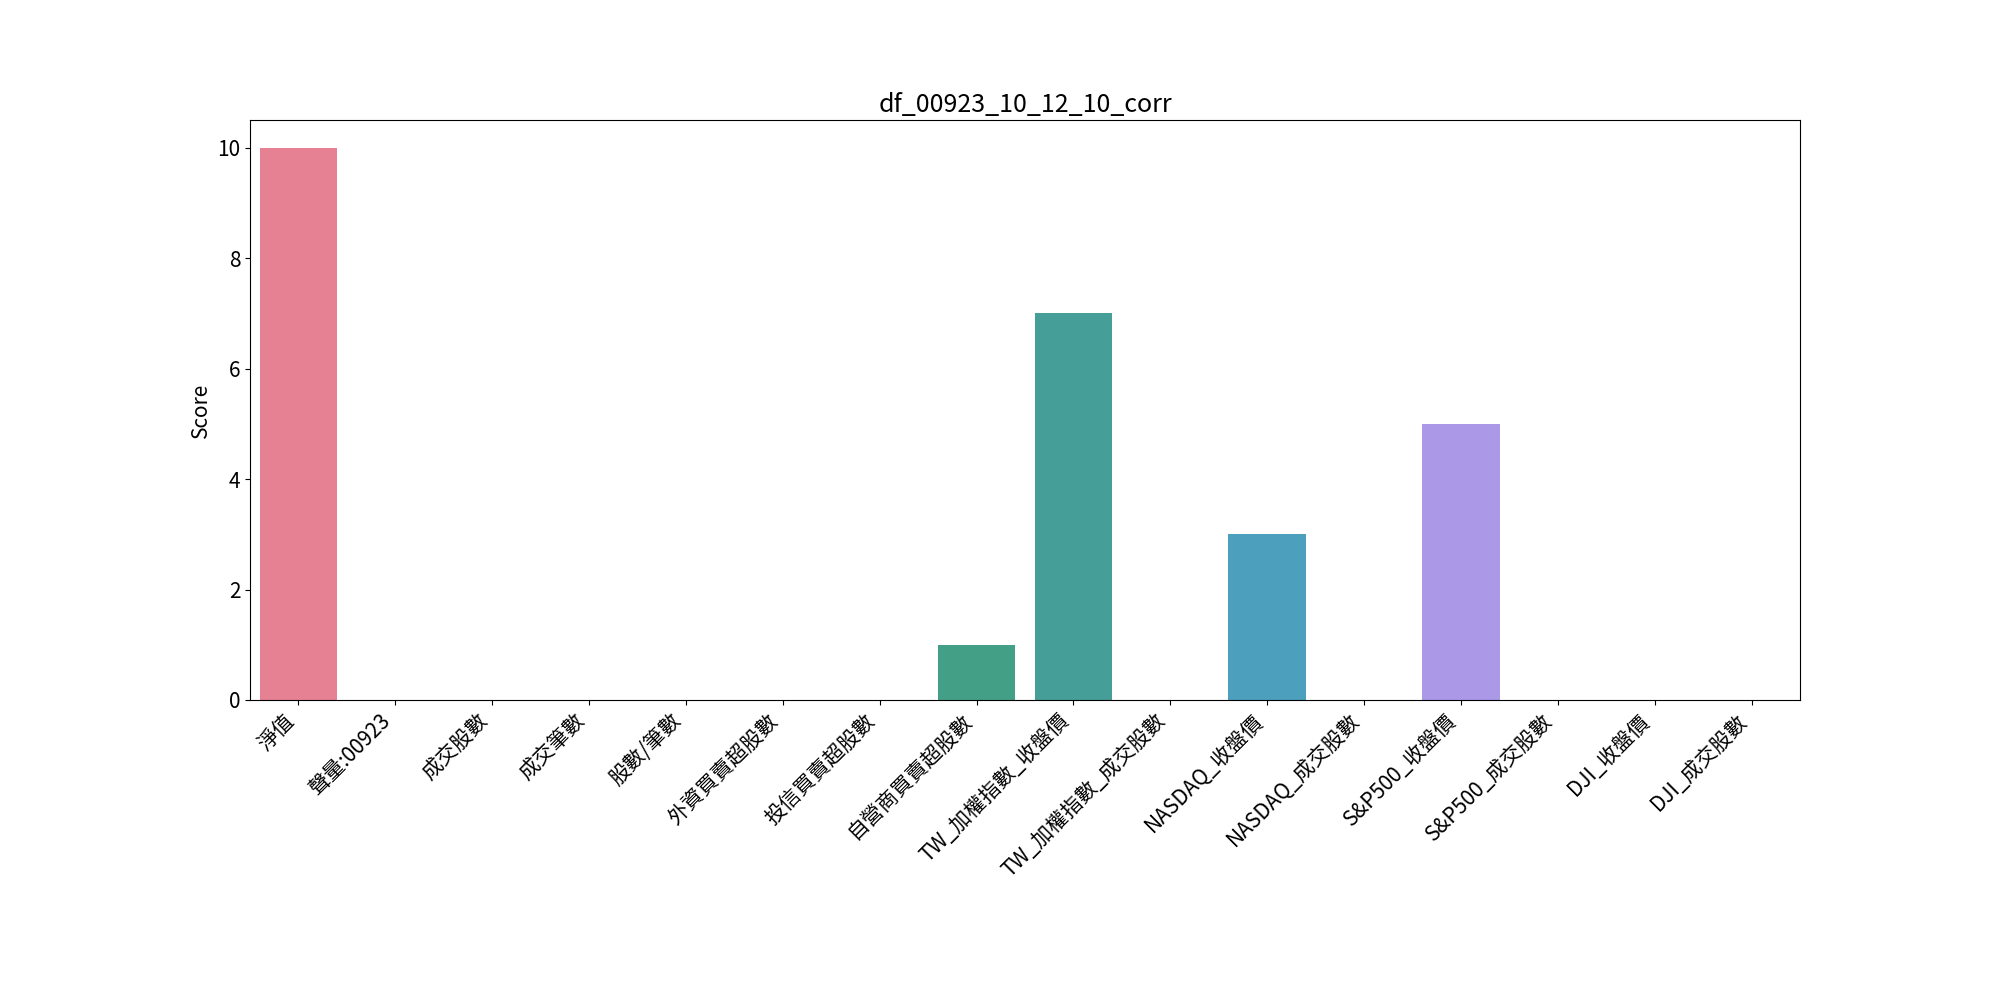 df_00923_10_12_10_corr
Score
10
8
6
4
2
0
淨值
聲量:00923
成交股數
成交筆數
股數/筆數
外資買賣超股數
投信買賣超股數
自營商買賣超股數
TW_加權指數_收盤價
TW_加權指數_成交股數
NASDAQ_收盤價
NASDAQ_成交股數
S&P500_收盤價
S&P500_成交股數
DJI_收盤價
DJI_成交股數